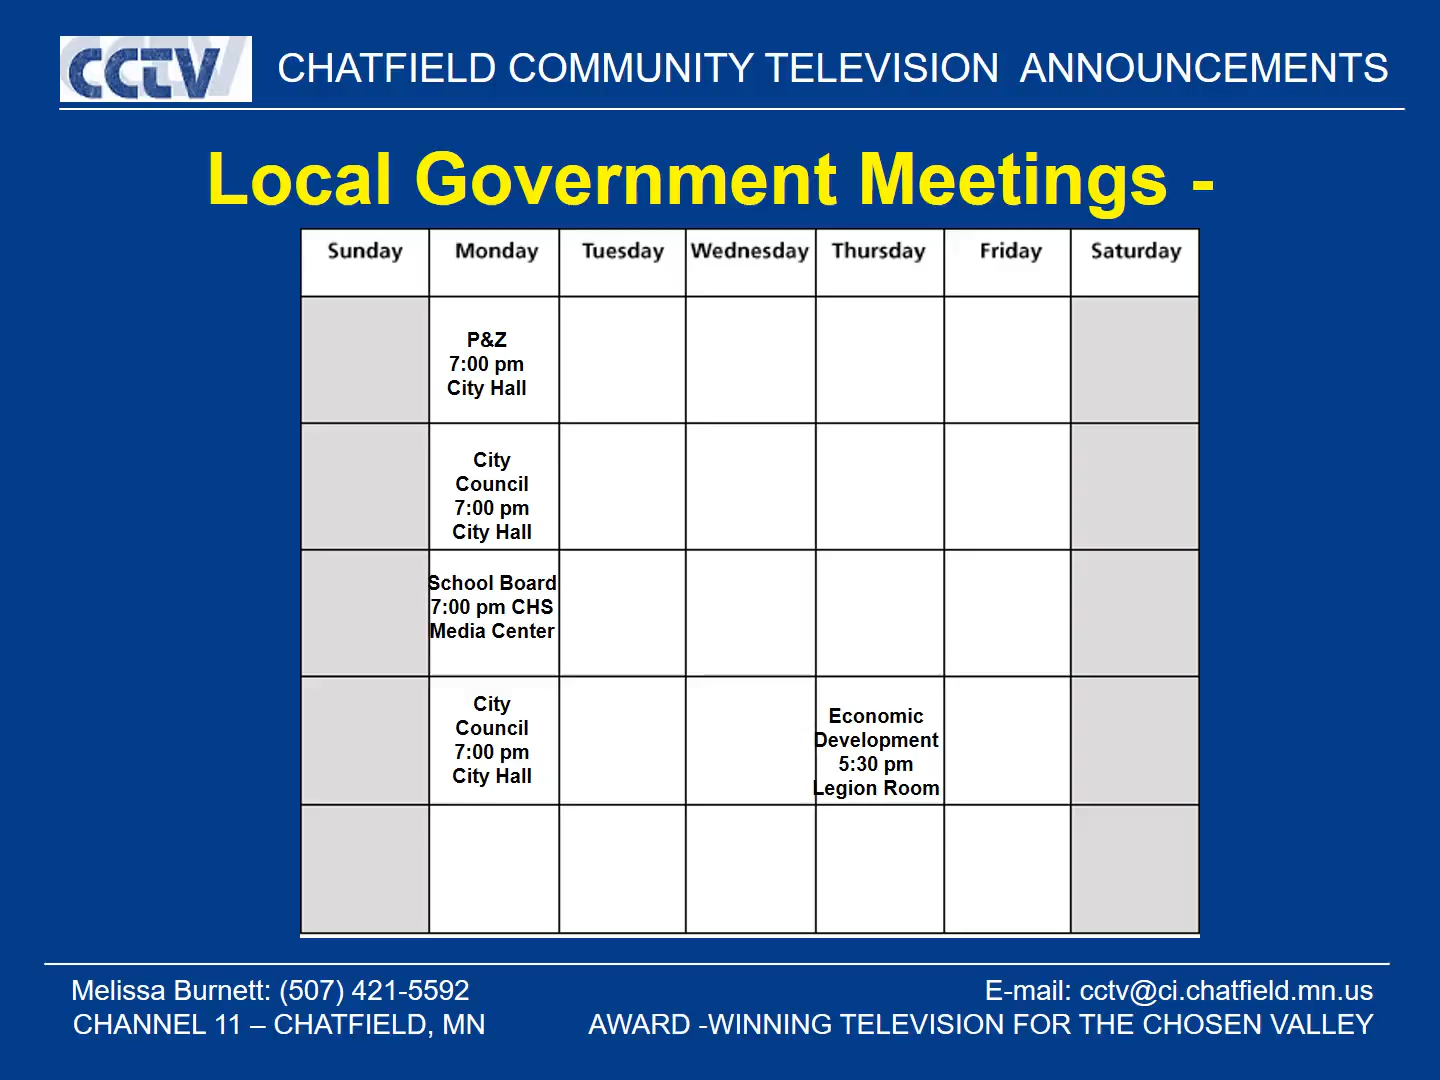 CCTV
CHATFIELD COMMUNITY TELEVISION ANNOUNCEMENTS
Local Government Meetings -
Sunday Monday Tuesday Wednesday Thursday Friday Saturday
P&Z
7:00 pm
City Hall
City
Council
7:00 pm
City Hall
School Board
7:00 pm CHS
Media Center
City
Council
7:00 pm
City Hall
Economic
Development
5:30 pm
Legion Room
Melissa Burnett: (507) 421-5592
CHANNEL 11 – CHATFIELD, MN
E-mail: cctv@ci.chatfield.mn.us
AWARD -WINNING TELEVISION FOR THE CHOSEN VALLEY